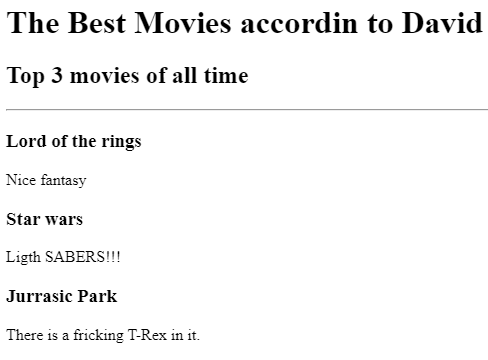 The Best Movies accordin to David
Top 3 movies of all time
Lord of the rings
Nice fantasy
Star wars
Ligth SABERS!!!
Jurrasic Park
There is a fricking T-Rex in it.